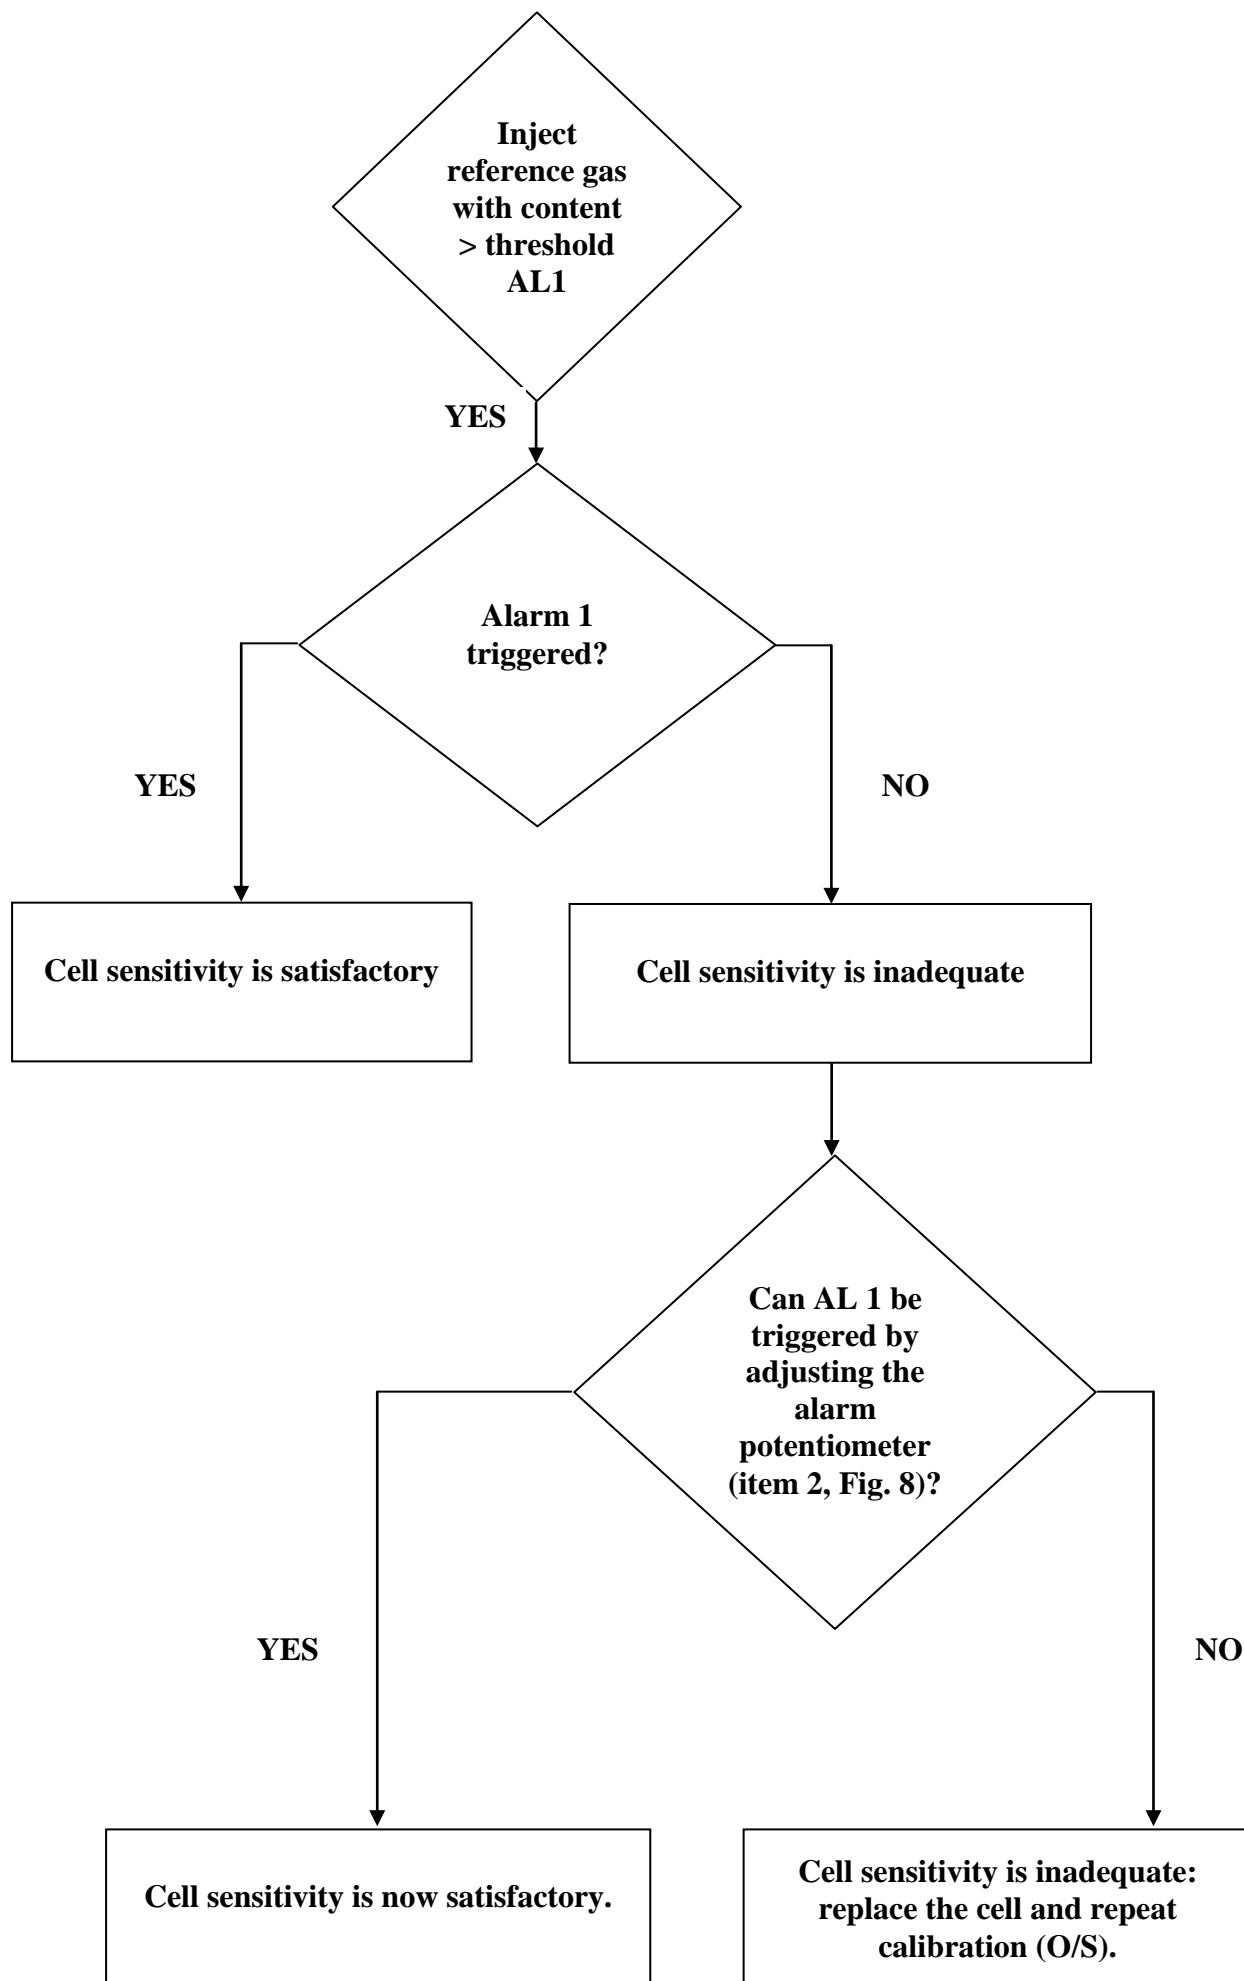 Inject
reference gas
with content
> threshold
AL1
YES
Alarm 1
triggered?
YES
NO
Cell sensitivity is satisfactory
Cell sensitivity is inadequate
Can AL 1 be
triggered by
adjusting the
alarm
potentiometer
(item 2, Fig. 8)?
YES
NO
Cell sensitivity is now satisfactory.
Cell sensitivity is inadequate:
replace the cell and repeat
calibration (O/S).